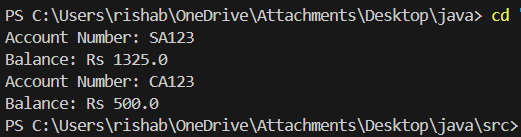 PS C:\Users\rishab\OneDrive\Attachments\Desktop\java> cd
Account Number: SA123
Balance: Rs 1325.0
Account Number: CA123
Balance: Rs 500.0
PS C:\Users\rishab\OneDrive\Attachments\Desktop\java\src>